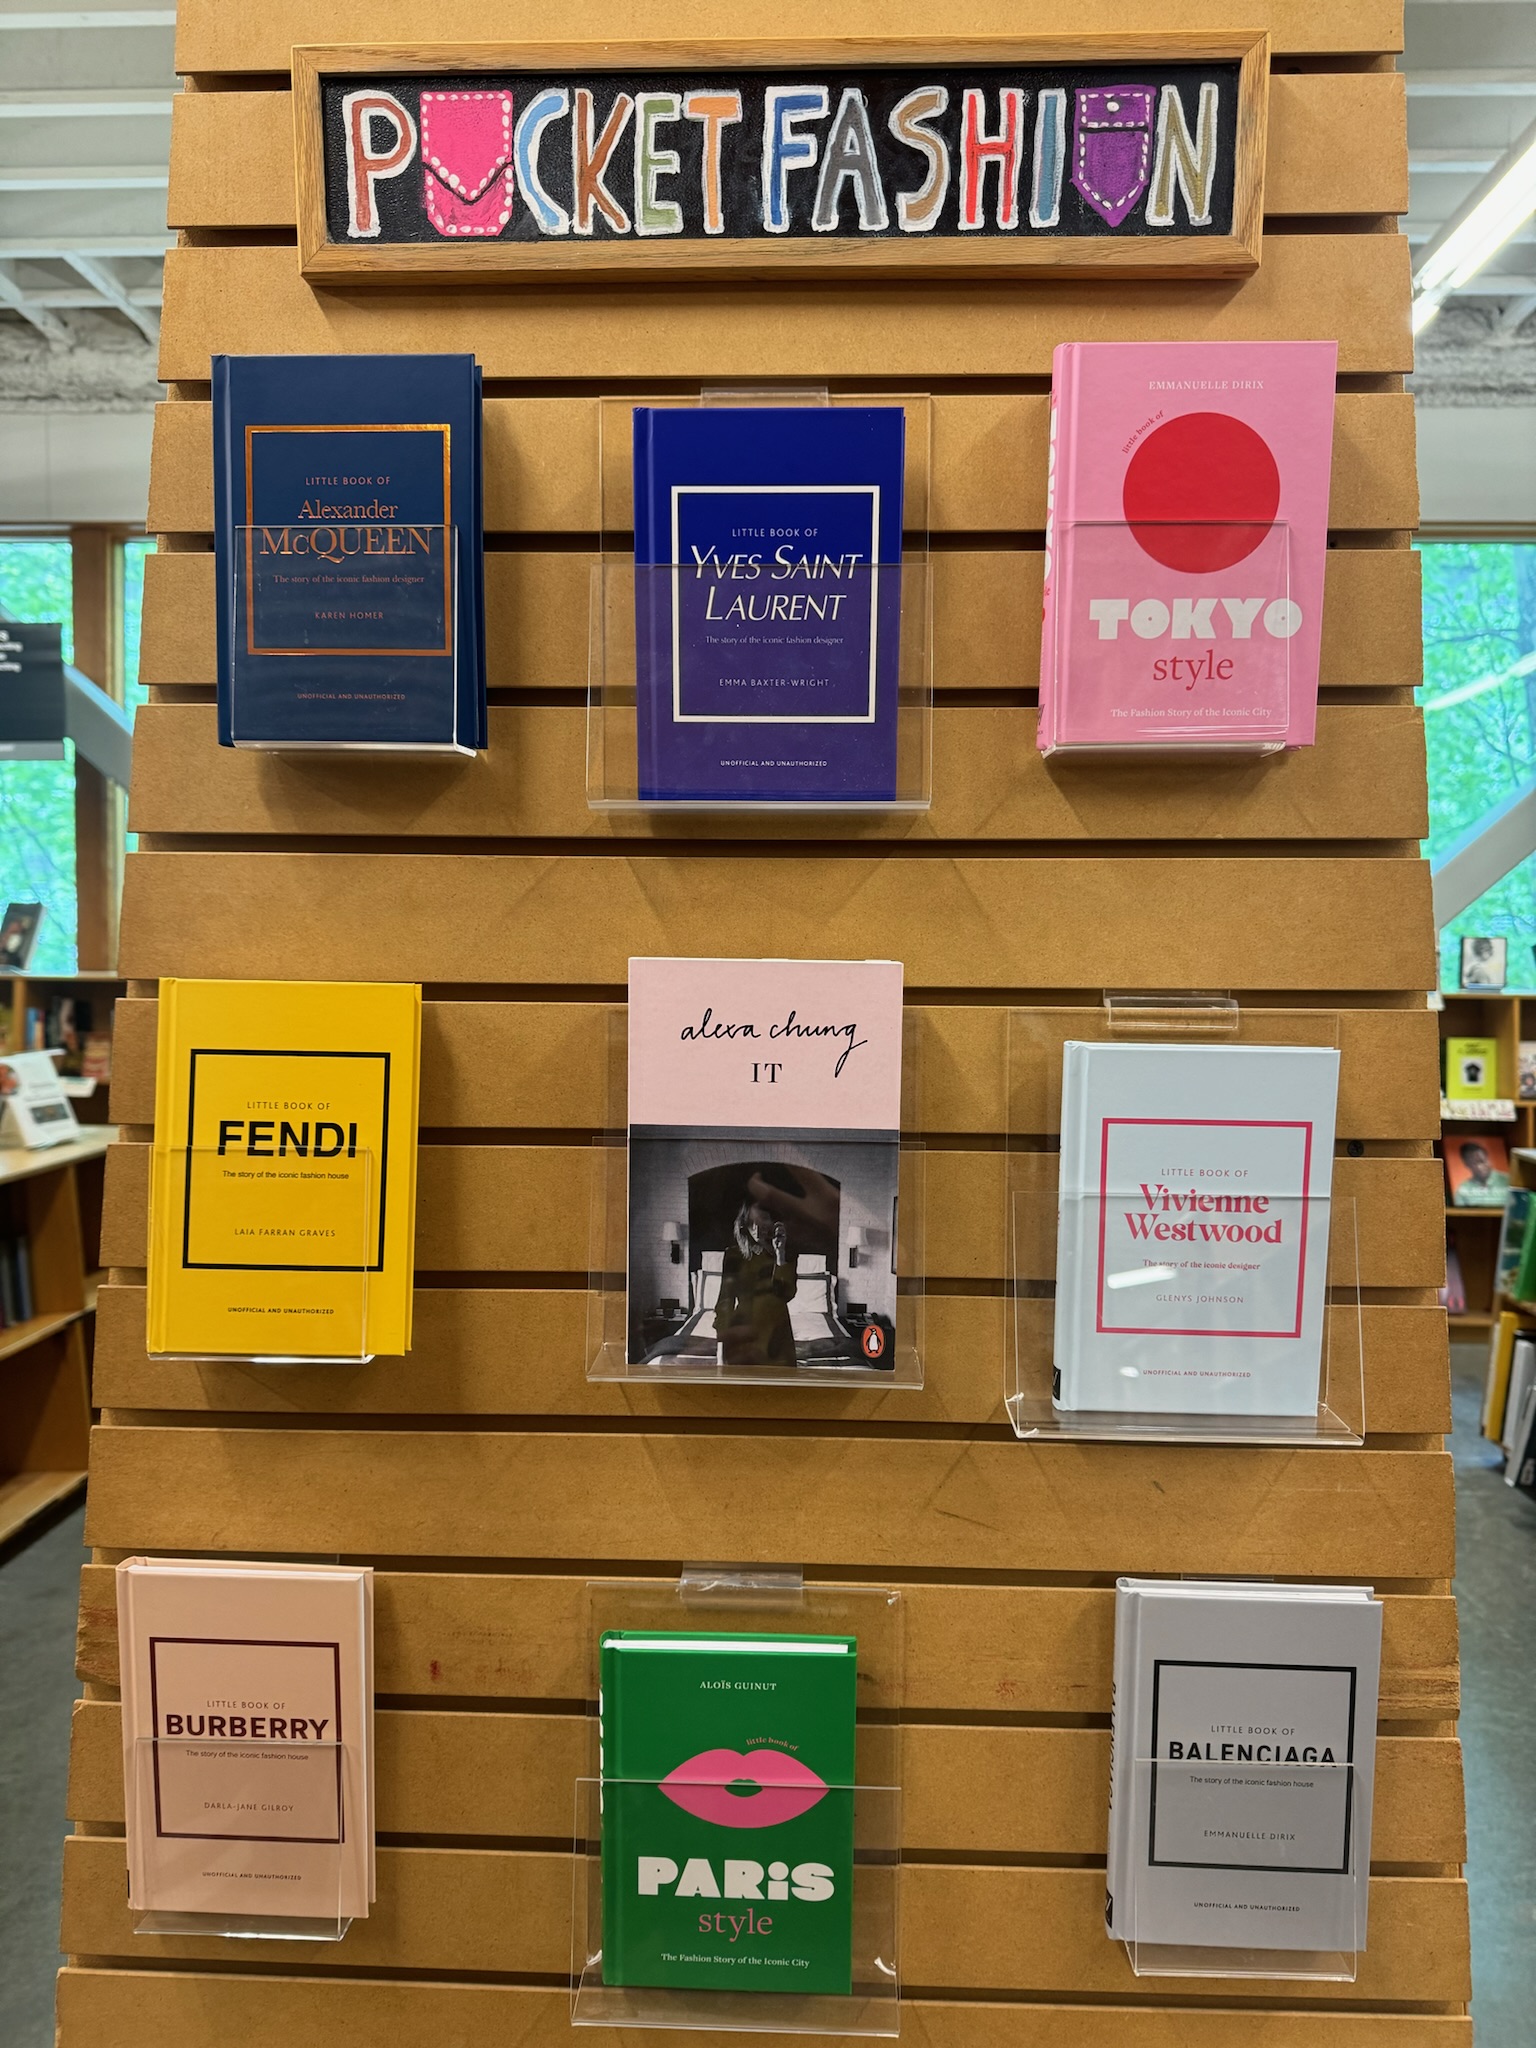 POCKET FASHION
LITTLE BOOK OF
Alexander
McQUEEN
The story of the iconic fashion designer
KAREN HOMER
UNOFFICIAL AND UNAUTHORIZED
LITTLE BOOK OF
YVES SAINT
LAURENT
The story of the iconic fashion designer
EMMA BAXTER-WRIGHT
UNOFFICIAL AND UNAUTHORIZED
EMMANUELLE DIRIX
little book of
TOKYO
style
The Fashion Story of the Iconic City
LITTLE BOOK OF
FENDI
The story of the iconic fashion house
LAIA FARRAN GRAVES
UNOFFICIAL AND UNAUTHORIZED
alexa chung
IT
LITTLE BOOK OF
Vivienne
Westwood
The story of the iconic designer
GLENYS JOHNSON
UNOFFICIAL AND UNAUTHORIZED
LITTLE BOOK OF
BURBERRY
The story of the iconic fashion house
DARLA-JANE GILROY
UNOFFICIAL AND UNAUTHORIZED
ALOÏS GUINUT
little book of
PARiS
style
The Fashion Story of the Iconic City
LITTLE BOOK OF
BALENCIAGA
The story of the iconic fashion house
EMMANUELLE DIRIX
UNOFFICIAL AND UNAUTHORIZED